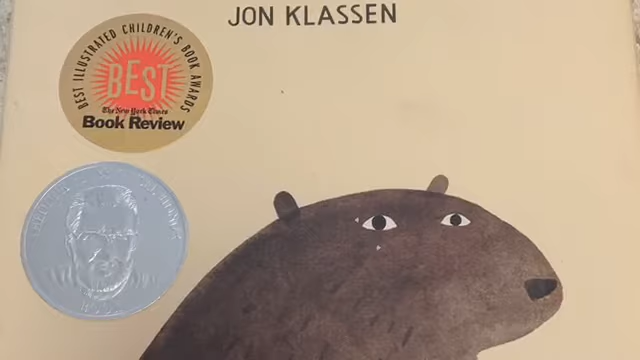 JON KLASSEN
BEST ILLUSTRATED CHILDREN'S BOOK AWARDS
BEST
The New York Times
Book Review